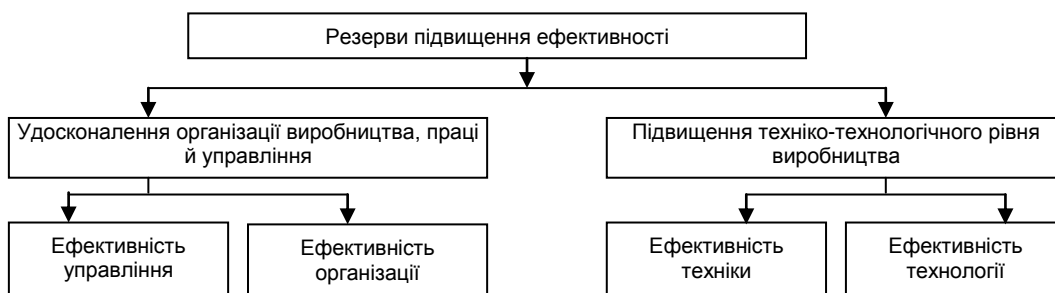 Резерви підвищення ефективності
Удосконалення організації виробництва, праці
й управління
Підвищення техніко-технологічного рівня
виробництва
Ефективність
управління
Ефективність
організації
Ефективність
техніки
Ефективність
технології